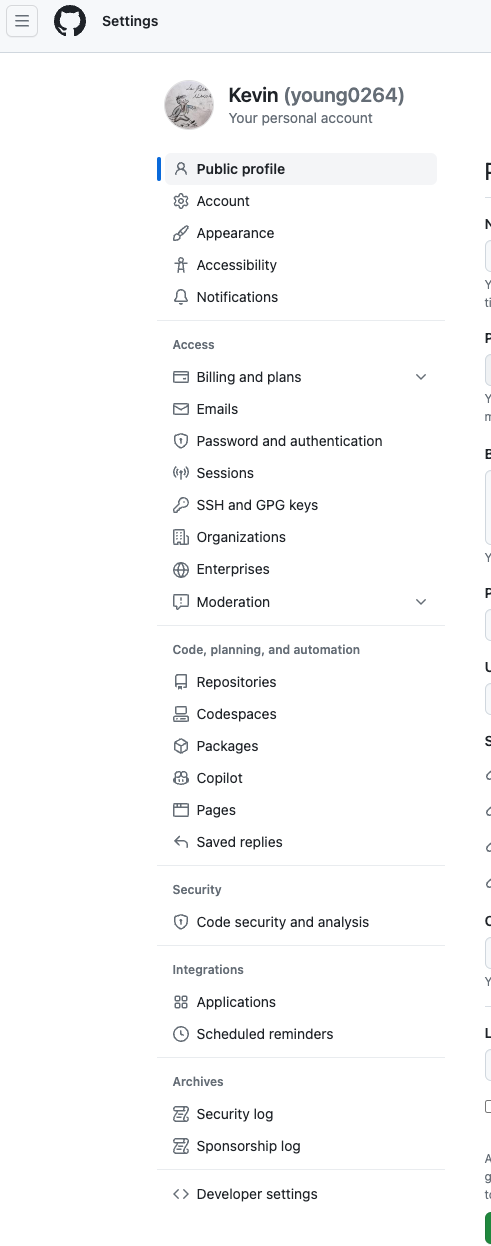 Settings
Kevin (young0264)
Your personal account
Public profile
Account
Appearance
Accessibility
Notifications
Access
Billing and plans
Emails
Password and authentication
Sessions
SSH and GPG keys
Organizations
Enterprises
Moderation
Code, planning, and automation
Repositories
Codespaces
Packages
Copilot
Pages
Saved replies
Security
Code security and analysis
Integrations
Applications
Scheduled reminders
Archives
Security log
Sponsorship log
Developer settings